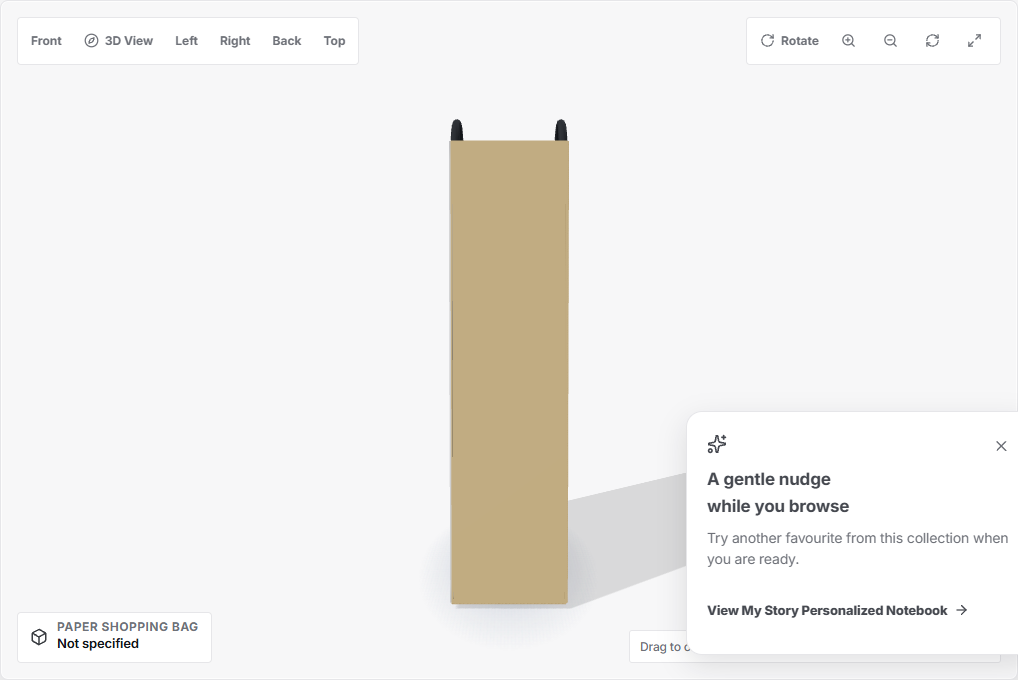 Front
3D View
Left
Right
Back
Top
Rotate
A gentle nudge
while you browse
Try another favourite from this collection when
you are ready.
View My Story Personalized Notebook
PAPER SHOPPING BAG
Not specified
Drag to